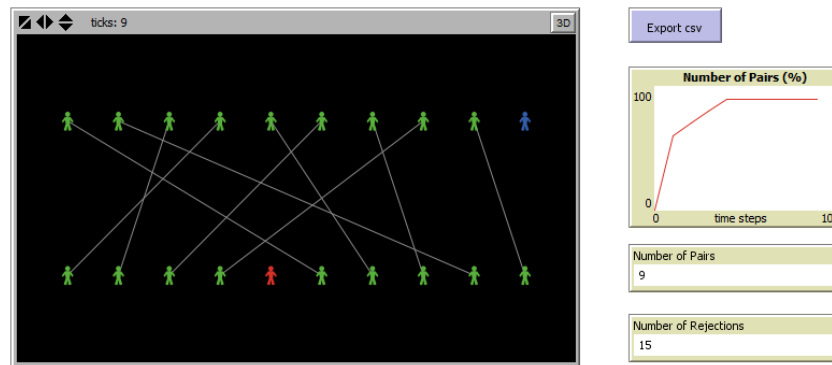 ticks: 9
3D
Export csv
Number of Pairs (%)
100
0
0
time steps
10
Number of Pairs
9
Number of Rejections
15